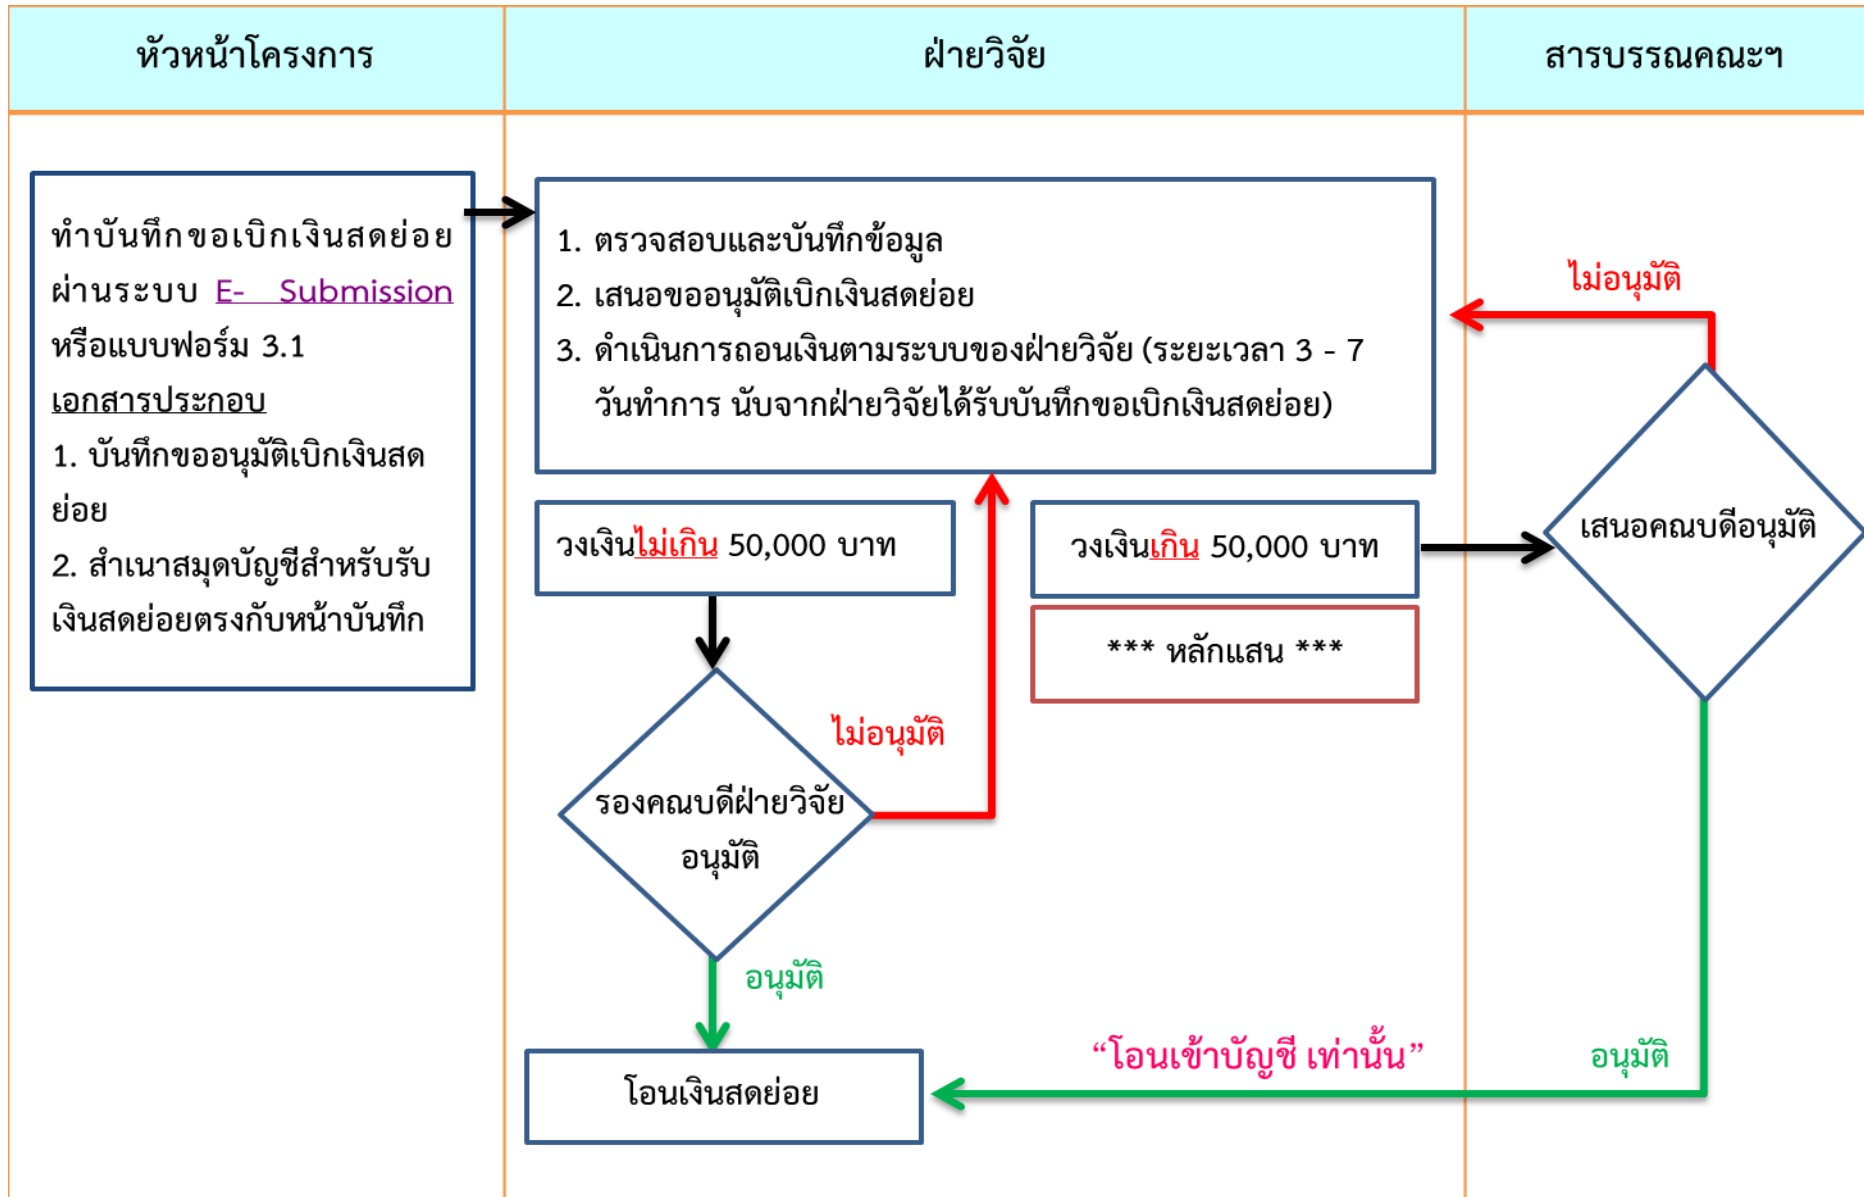 หัวหน้าโครงการ
ฝ่ายวิจัย
สารบรรณคณะฯ
ทำบันทึกขอเบิกเงินสดย่อย
ผ่านระบบ E- Submission
หรือแบบฟอร์ม 3.1
เอกสารประกอบ
1. บันทึกขออนุมัติเบิกเงินสด
ย่อย
2. สำเนาสมุดบัญชีสำหรับรับ
เงินสดย่อยตรงกับหน้าบันทึก
1. ตรวจสอบและบันทึกข้อมูล
2. เสนอขออนุมัติเบิกเงินสดย่อย
3. ดำเนินการถอนเงินตามระบบของฝ่ายวิจัย (ระยะเวลา 3 - 7
วันทำการ นับจากฝ่ายวิจัยได้รับบันทึกขอเบิกเงินสดย่อย)
ไม่อนุมัติ
วงเงินไม่เกิน 50,000 บาท
วงเงินเกิน 50,000 บาท
เสนอคณบดีอนุมัติ
*** หลักแสน ***
ไม่อนุมัติ
รองคณบดีฝ่ายวิจัย
อนุมัติ
อนุมัติ
“โอนเข้าบัญชี เท่านั้น”
อนุมัติ
โอนเงินสดย่อย